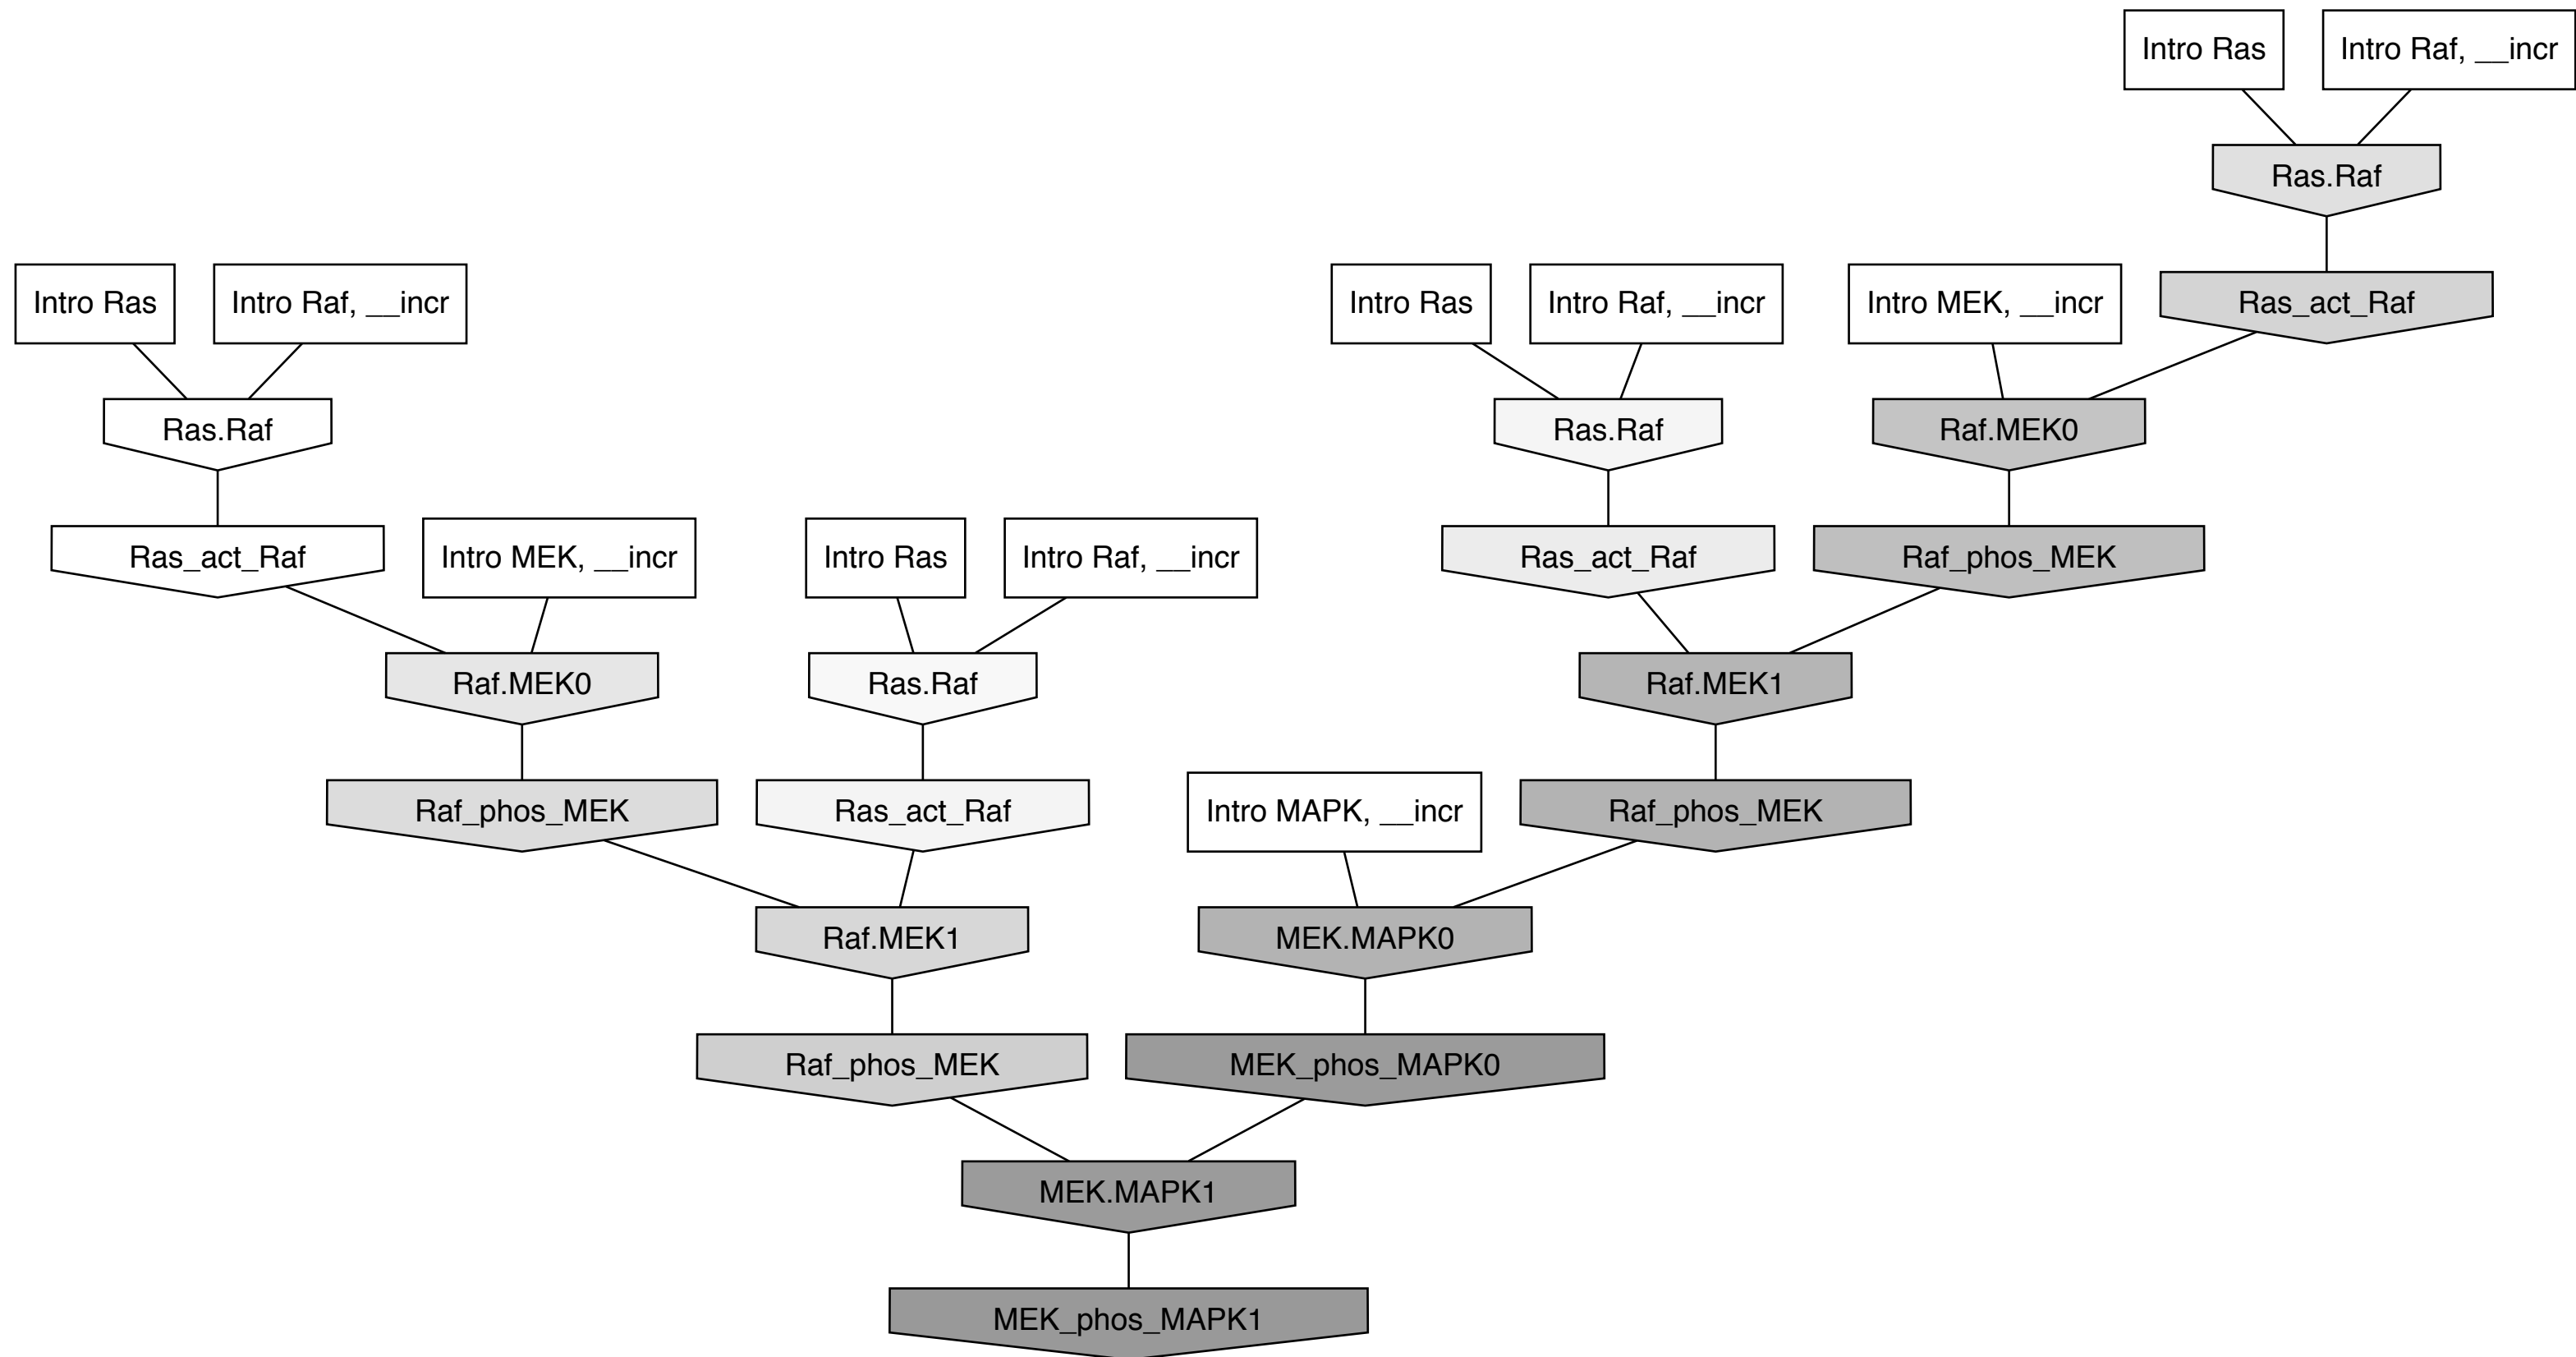 Intro Ras
Intro Raf, __incr
Ras.Raf
Intro Ras
Intro Raf, __incr
Intro Ras
Intro Raf, __incr
Intro MEK, __incr
Ras_act_Raf
Ras.Raf
Ras.Raf
Raf.MEK0
Ras_act_Raf
Intro MEK, __incr
Intro Ras
Intro Raf, __incr
Ras_act_Raf
Raf_phos_MEK
Raf.MEK0
Ras.Raf
Raf.MEK1
Raf_phos_MEK
Ras_act_Raf
Intro MAPK, __incr
Raf_phos_MEK
Raf.MEK1
MEK.MAPK0
Raf_phos_MEK
MEK_phos_MAPK0
MEK.MAPK1
MEK_phos_MAPK1